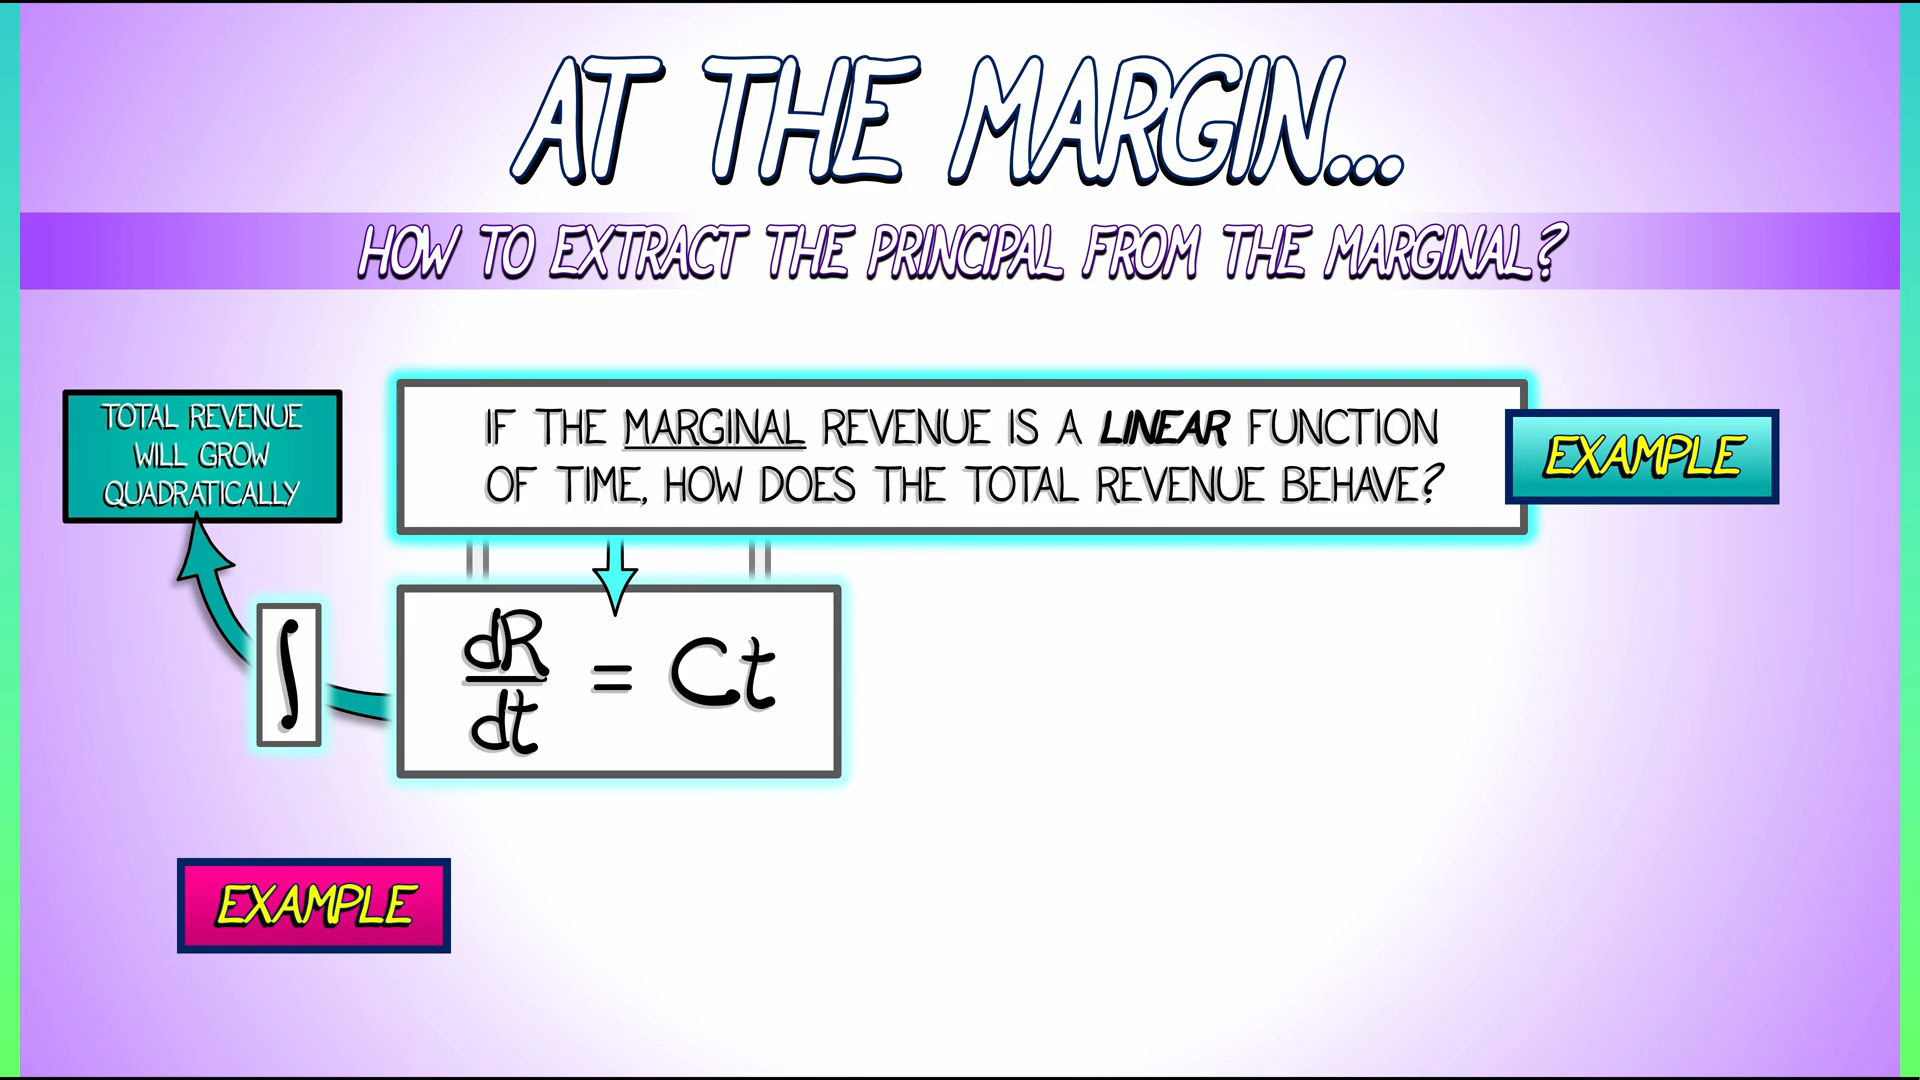 AT THE MARGIN...
HOW TO EXTRACT THE PRINCIPAL FROM THE MARGINAL?
TOTAL REVENUE
WILL GROW
QUADRATICALLY
IF THE MARGINAL REVENUE IS A LINEAR FUNCTION
OF TIME, HOW DOES THE TOTAL REVENUE BEHAVE?
EXAMPLE
∫
dR/dt = Ct
EXAMPLE